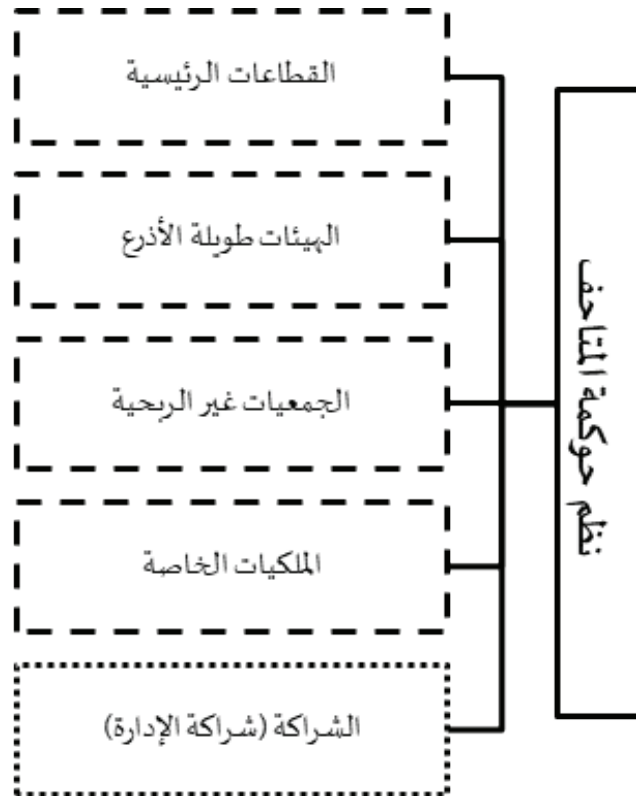 نظم حوكمة المتاحف
القطاعات الرئيسية
الهيئات طويلة الأذرع
الجمعيات غير الربحية
الملكيات الخاصة
الشراكة (شراكة الإدارة)